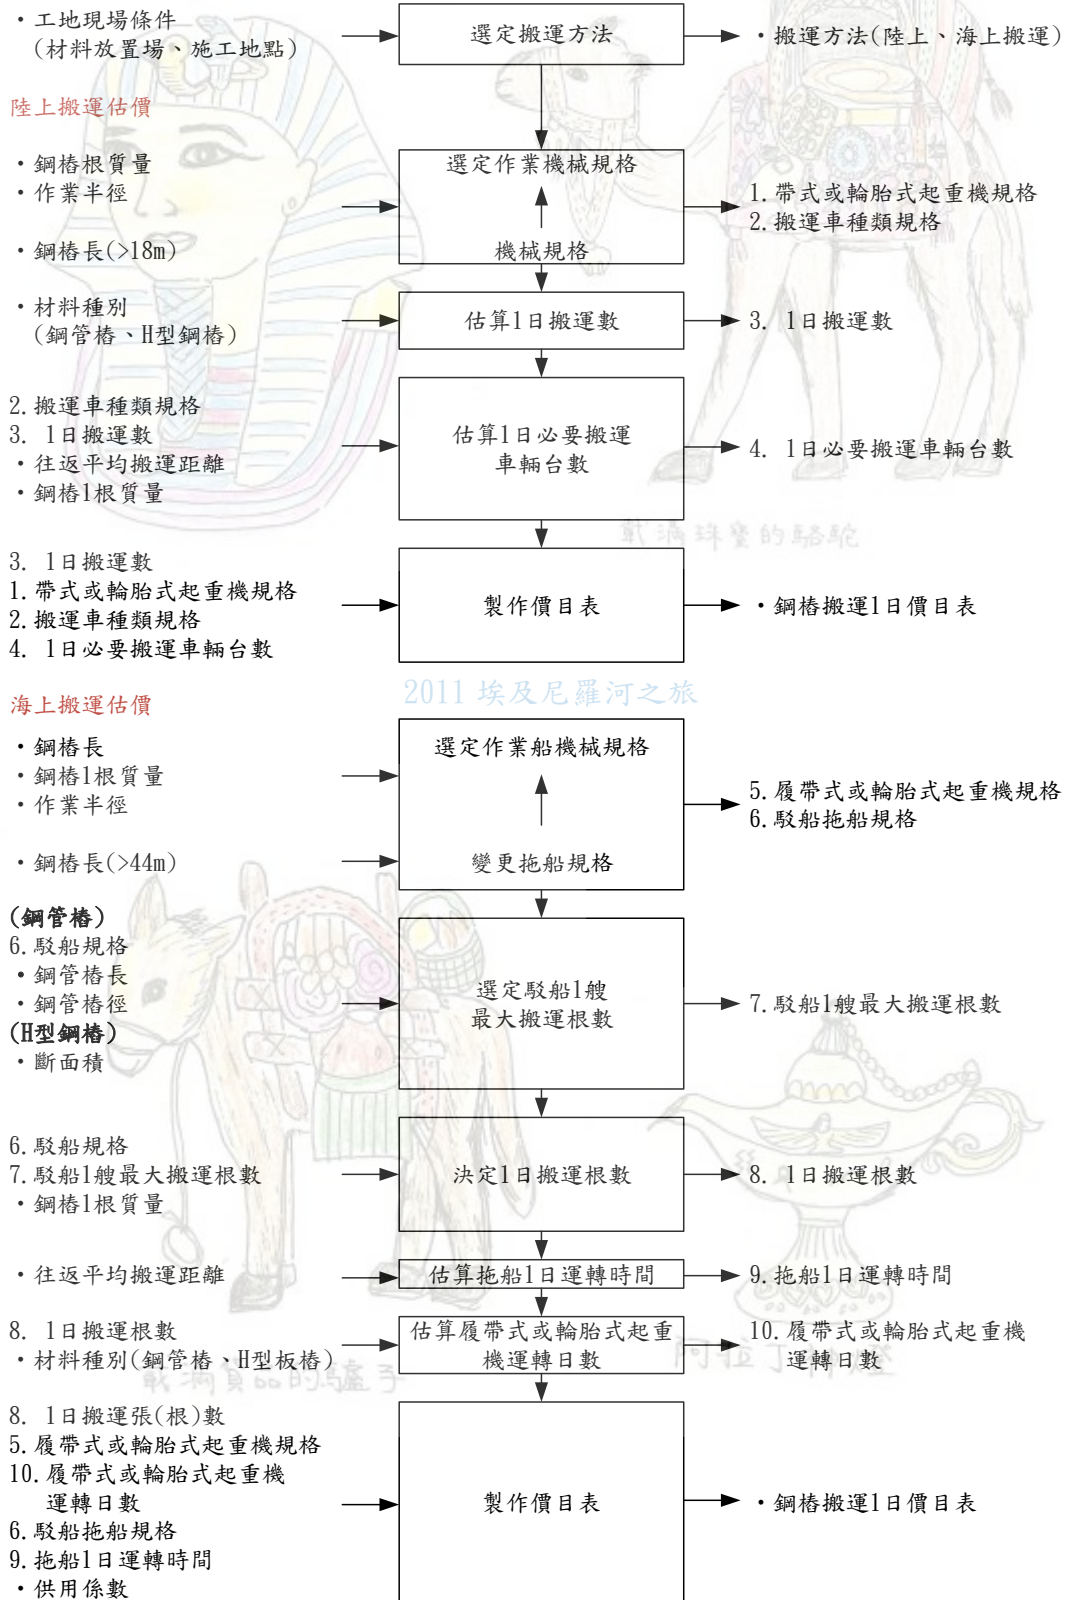 ・工地現場條件
(材料放置場、施工地點)
選定搬運方法
・搬運方法(陸上、海上搬運)
陸上搬運估價
・鋼樁根質量
・作業半徑
・鋼樁長(>18m)
選定作業機械規格
機械規格
1.帶式或輪胎式起重機規格
2.搬運車種類規格
・材料種別
(鋼管樁、H型鋼樁)
估算1日搬運數
3. 1日搬運數
2.搬運車種類規格
3. 1日搬運數
・往返平均搬運距離
・鋼樁1根質量
估算1日必要搬運
車輛台數
4. 1日必要搬運車輛台數
載滿珠寶的駱駝
3. 1日搬運數
1.帶式或輪胎式起重機規格
2.搬運車種類規格
4. 1日必要搬運車輛台數
製作價目表
・鋼樁搬運1日價目表
2011 埃及尼羅河之旅
海上搬運估價
・鋼樁長
・鋼樁1根質量
・作業半徑
・鋼樁長(>44m)
選定作業船機械規格
變更拖船規格
5.履帶式或輪胎式起重機規格
6.駁船拖船規格
(鋼管樁)
6.駁船規格
・鋼管樁長
・鋼管樁徑
(H型鋼樁)
・斷面積
選定駁船1艘
最大搬運根數
7.駁船1艘最大搬運根數
6.駁船規格
7.駁船1艘最大搬運根數
・鋼樁1根質量
決定1日搬運根數
8. 1日搬運根數
・往返平均搬運距離
估算拖船1日運轉時間
9.拖船1日運轉時間
8. 1日搬運根數
・材料種別(鋼管樁、H型板樁)
估算履帶式或輪胎式起重
機運轉日數
10.履帶式或輪胎式起重機
運轉日數
載滿貨品的驢子
阿拉丁神燈
8. 1日搬運張(根)數
5.履帶式或輪胎式起重機規格
10.履帶式或輪胎式起重機
運轉日數
6.駁船拖船規格
9.拖船1日運轉時間
・供用係數
製作價目表
・鋼樁搬運1日價目表